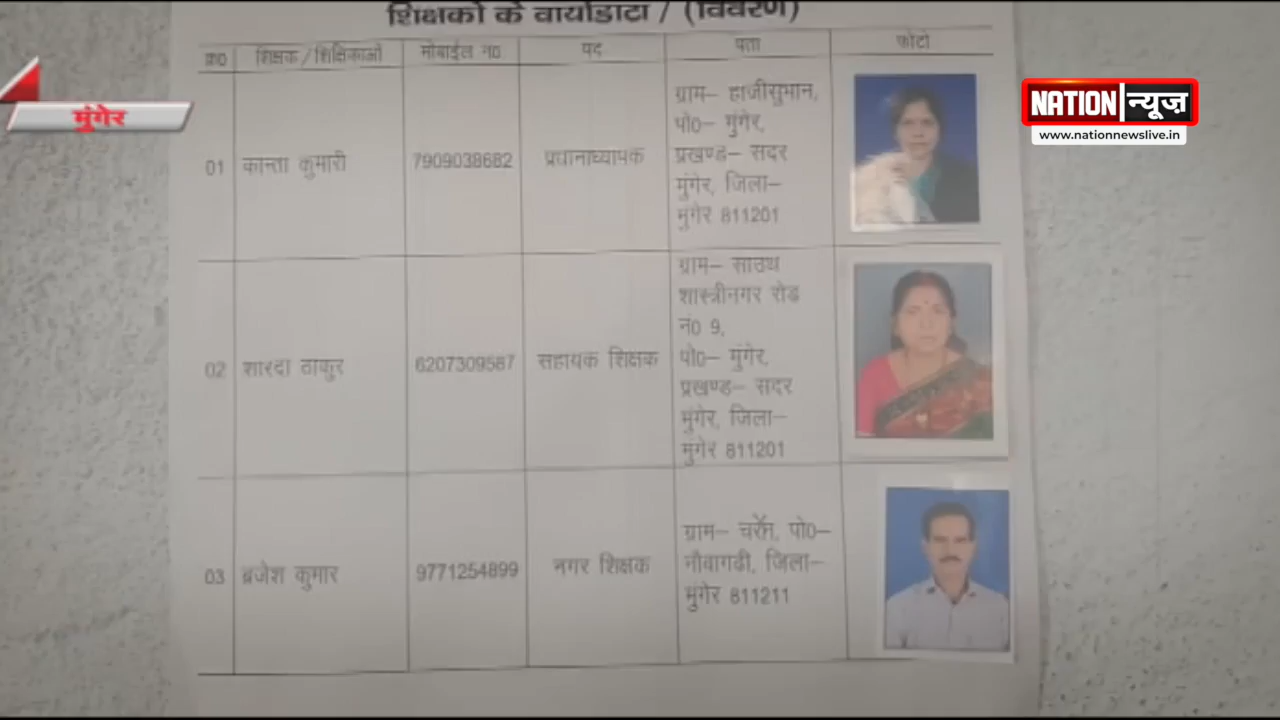 शिक्षको के वायोडाटा / (विवरण)
क्र0 शिक्षक / शिक्षिकाओं मोबाईल न0 पद पता फोटो
01 कान्ता कुमारी 7909038682 प्रधानाध्यापक ग्राम– हाजीसुभान,
पो0– मुंगेर,
प्रखण्ड– सदर
मुंगेर, जिला–
मुंगेर 811201
02 शारदा ठाकुर 6207309587 सहायक शिक्षक ग्राम– साउथ
शास्त्रीनगर रोड
नं0 9,
पो0– मुंगेर,
प्रखण्ड– सदर
मुंगेर, जिला–
मुंगेर 811201
03 ब्रजेश कुमार 9771254899 नगर शिक्षक ग्राम– पो0–
नौवागढी, जिला–
मुंगेर 811211
मुंगेर
NATION न्यूज़
www.nationnewslive.in